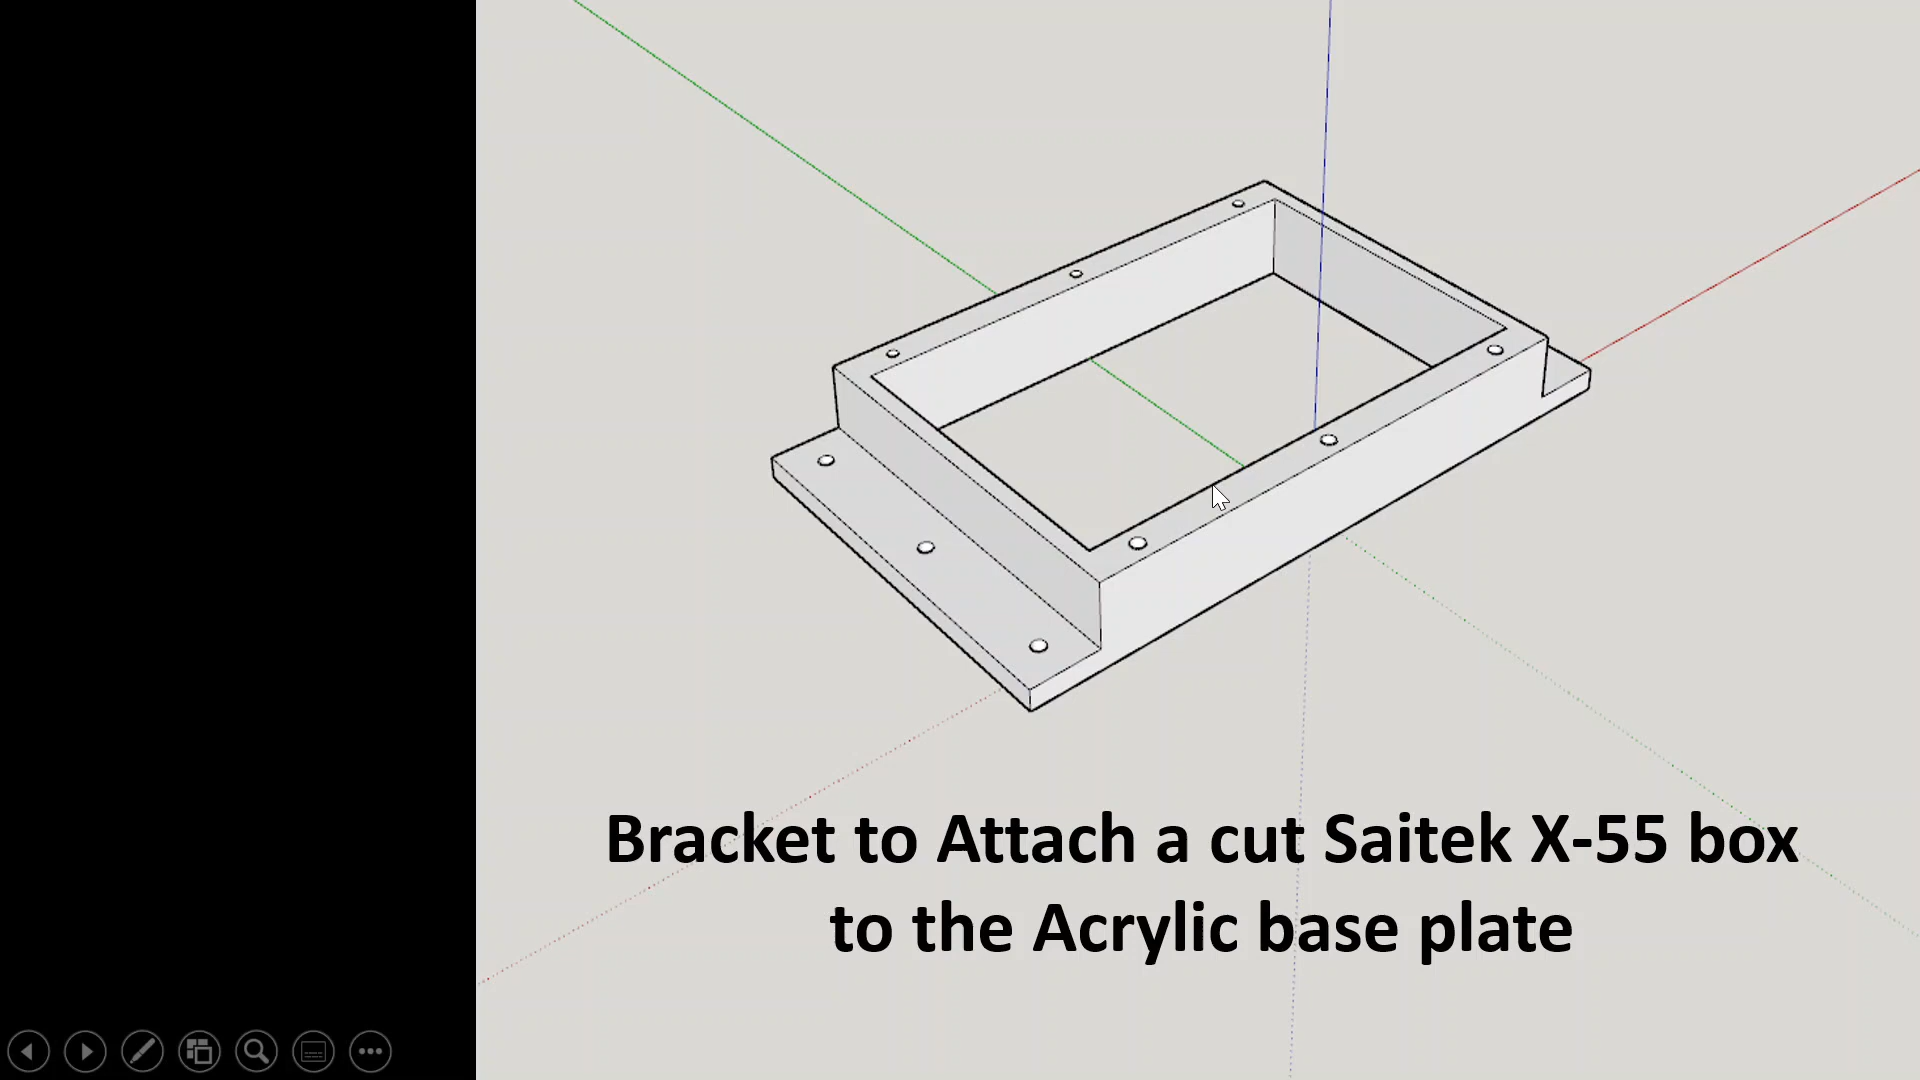 Bracket to Attach a cut Saitek X-55 box
to the Acrylic base plate